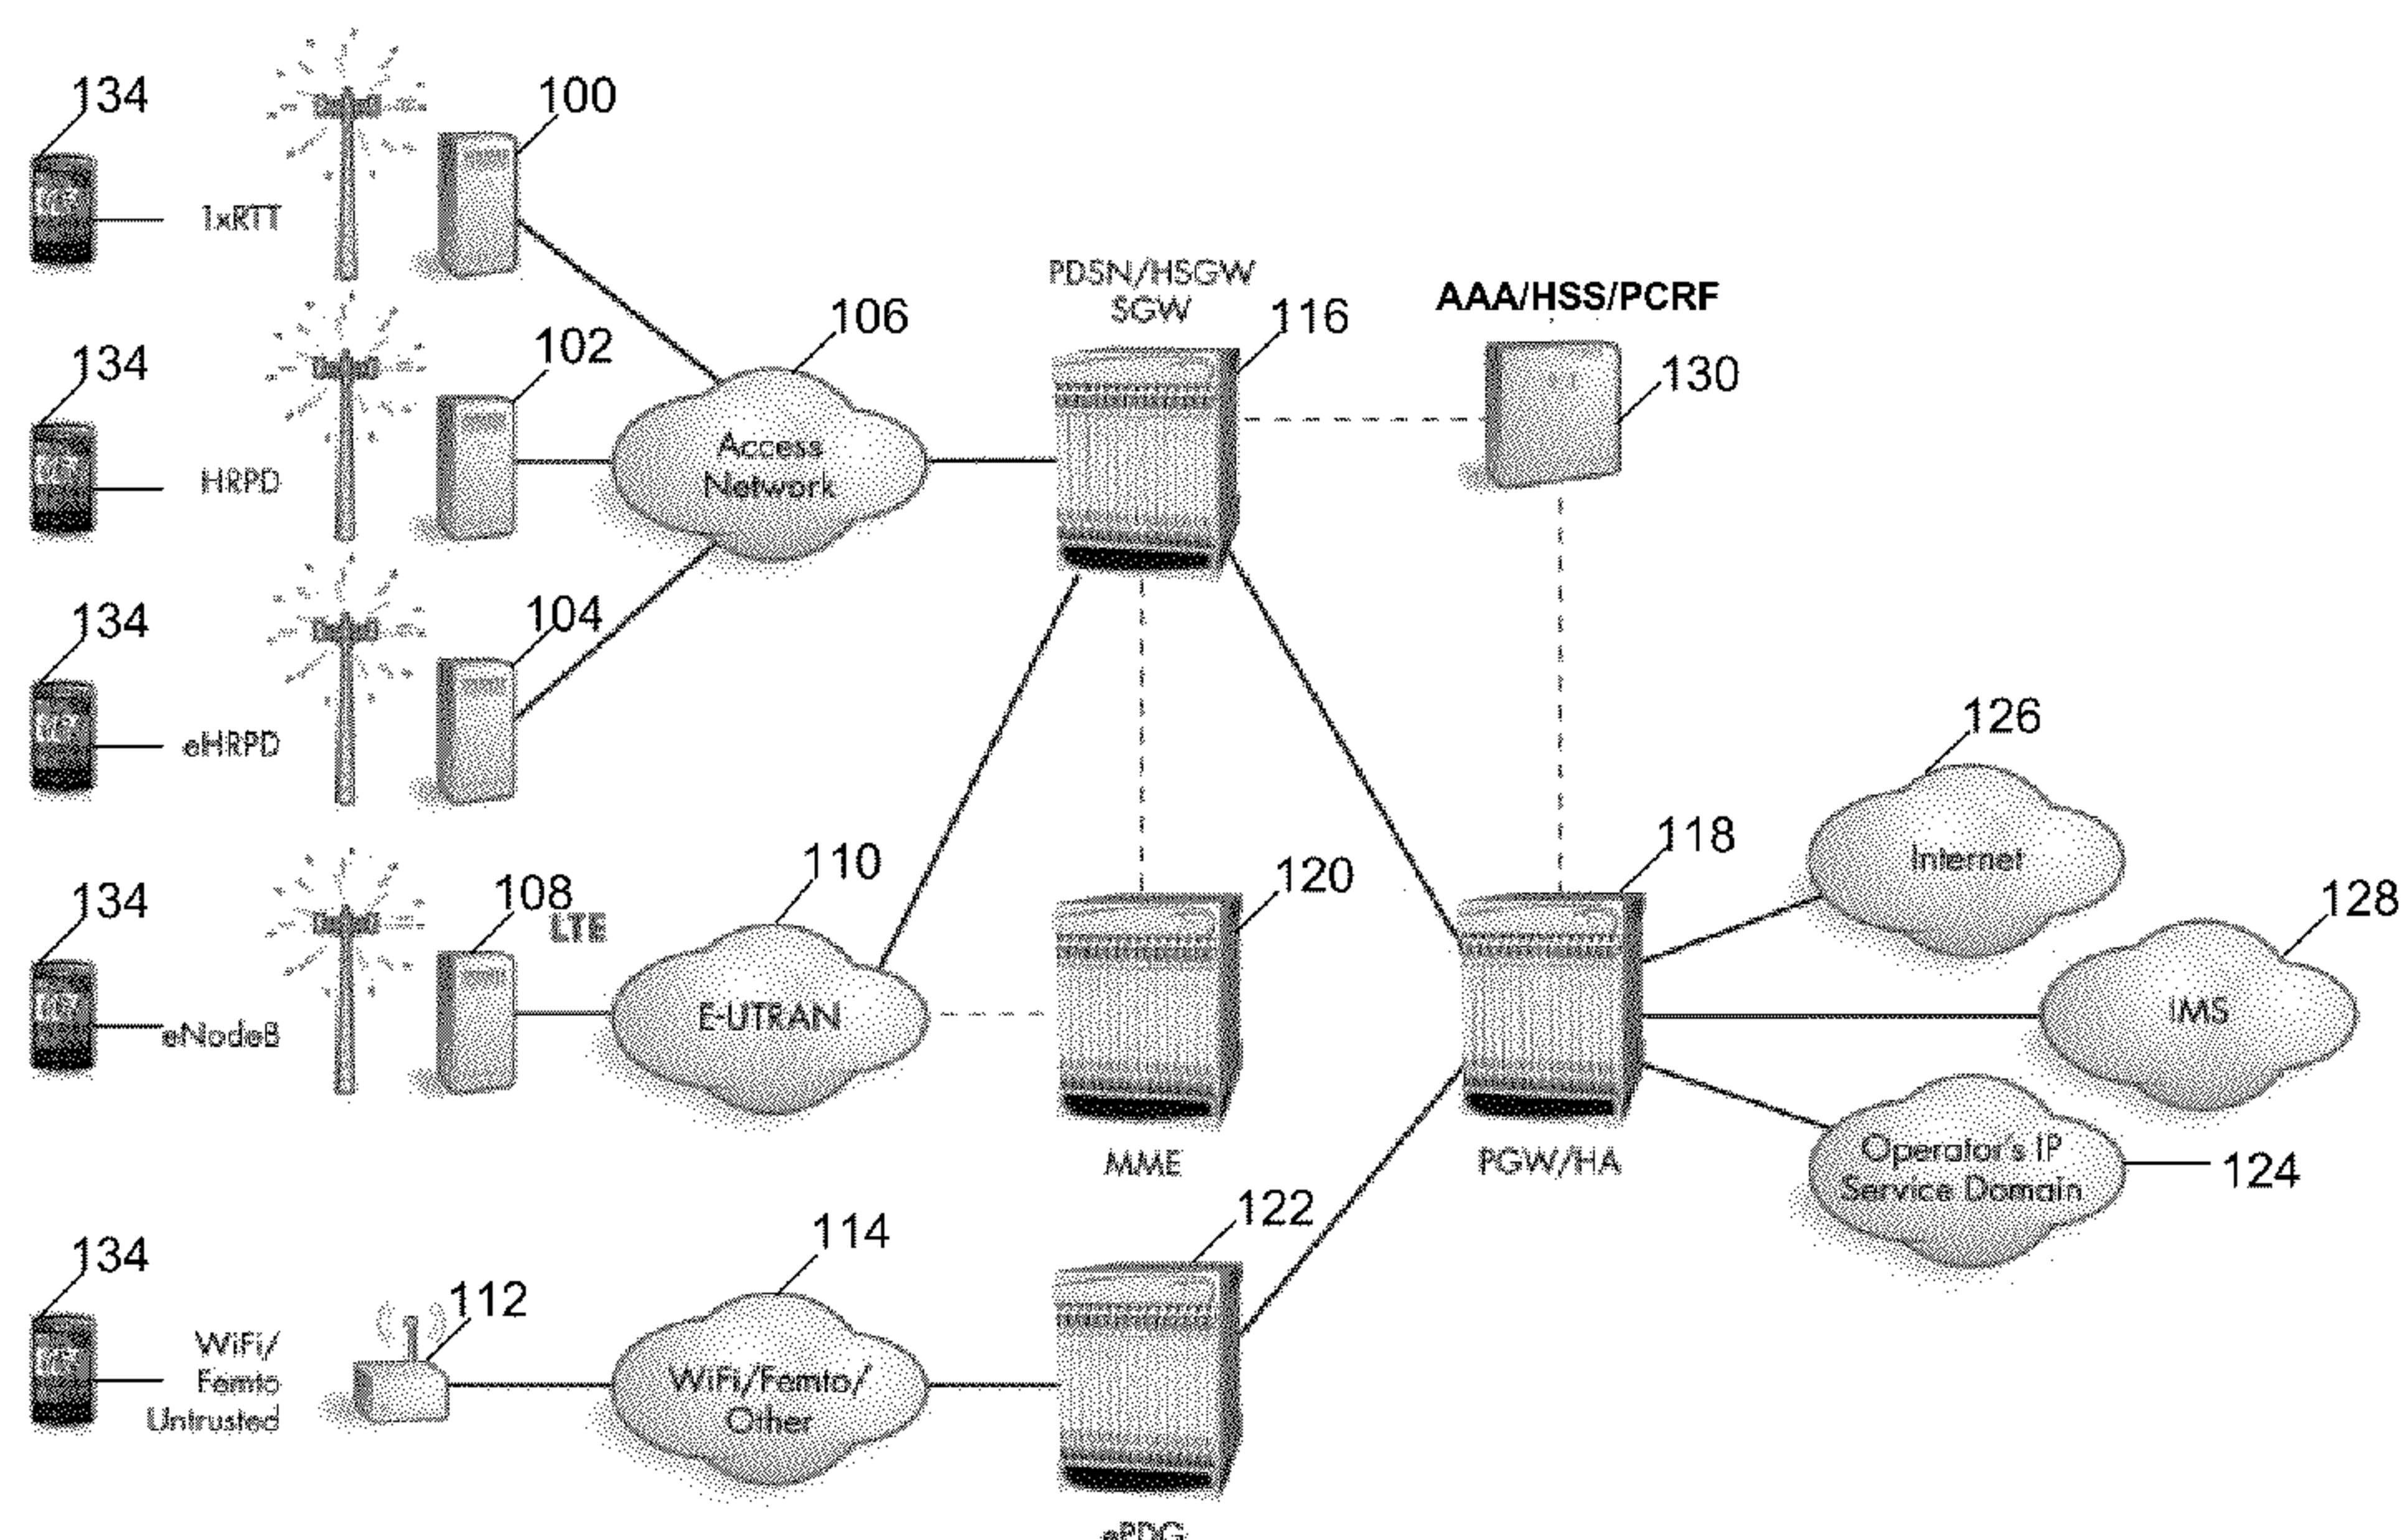 134
100
1xRTT
134
102
HRPD
106
Access
Network
PDSN/HSGW
SGW
116
AAA/HSS/PCRF
130
134
104
eHRPD
134
108
LTE
eNodeB
110
E-UTRAN
120
MME
118
PGW/HA
126
Internet
128
IMS
Operator's IP
Service Domain
124
134
WiFi/
Femto
Untrusted
112
114
WiFi/Femto/
Other
122
ePDG